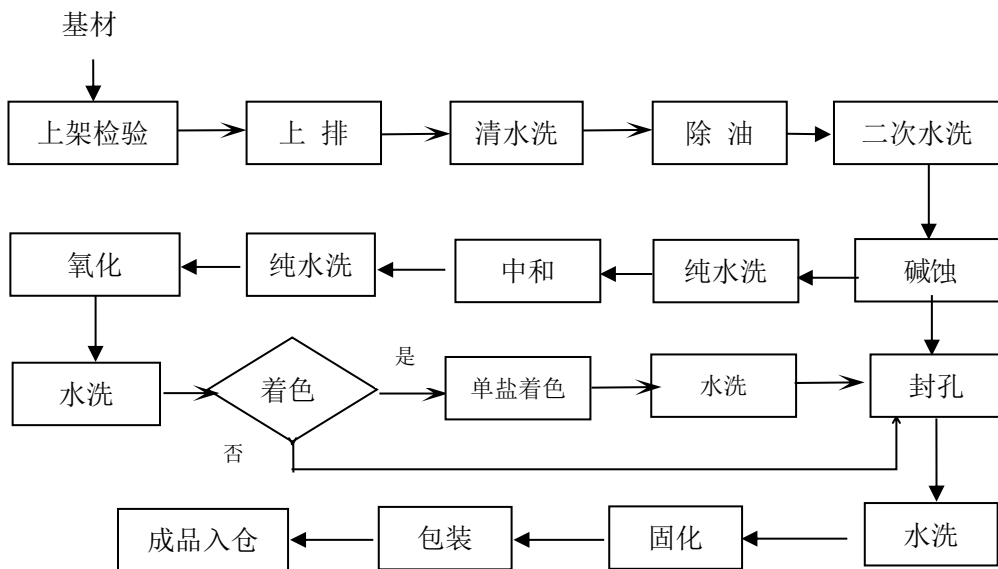 基材
上架检验
上 排
清水洗
除 油
二次水洗
氧化
纯水洗
中和
纯水洗
碱蚀
水洗
着色
是
单盐着色
水洗
封孔
否
成品入仓
包装
固化
水洗